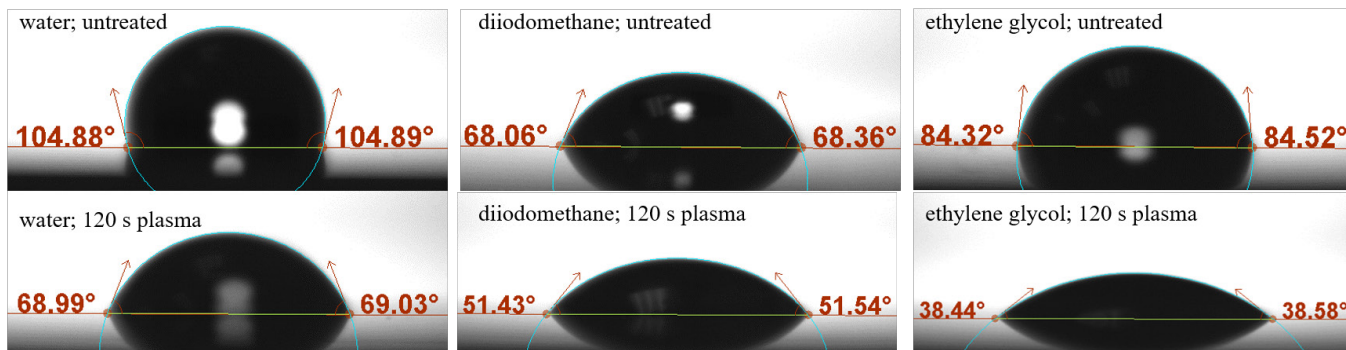 water; untreated
104.88° 104.89°
diiodomethane; untreated
68.06° 68.36°
ethylene glycol; untreated
84.32° 84.52°
water; 120 s plasma
68.99° 69.03°
diiodomethane; 120 s plasma
51.43° 51.54°
ethylene glycol; 120 s plasma
38.44° 38.58°